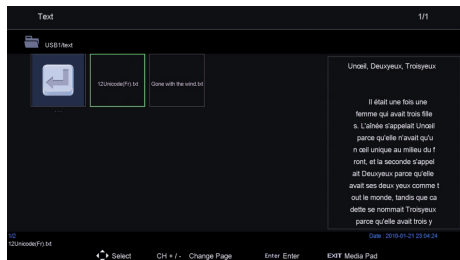 Text
1/1
USB1/text
12Unicode(Fr).txt
Gone with the wind.txt
....
Unœil, Deuxyeux, Troisyeux
Il était une fois une
femme qui avait trois fille
s. L'aînée s'appelait Unœil
parce qu'elle n'avait qu'u
n œil unique au milieu du f
ront, et la seconde s'appel
ait Deuxyeux parce qu'elle
avait ses deux yeux comme t
out le monde, tandis que ca
dette se nommait Troisyeux
parce qu'elle avait trois y
1/2
12Unicode(Fr).txt
Date : 2010-01-21 23:04:24
Select
CH + / - Change Page
Enter Enter
EXIT Media Pad